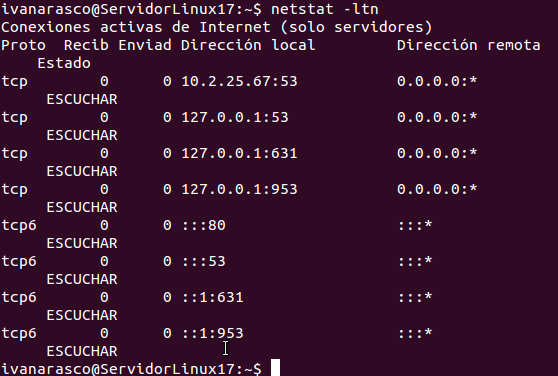 ivanarasco@ServidorLinux17:~$ netstat -ltn
Conexiones activas de Internet (solo servidores)
Proto  Recib Enviad Dirección local           Dirección remota
    Estado
tcp        0      0 10.2.25.67:53           0.0.0.0:*
     ESCUCHAR
tcp        0      0 127.0.0.1:53            0.0.0.0:*
     ESCUCHAR
tcp        0      0 127.0.0.1:631           0.0.0.0:*
     ESCUCHAR
tcp        0      0 127.0.0.1:953           0.0.0.0:*
     ESCUCHAR
tcp6       0      0 :::80                   :::*
     ESCUCHAR
tcp6       0      0 :::53                   :::*
     ESCUCHAR
tcp6       0      0 ::1:631                 :::*
     ESCUCHAR
tcp6       0      0 ::1:953                 :::*
     ESCUCHAR
ivanarasco@ServidorLinux17:~$